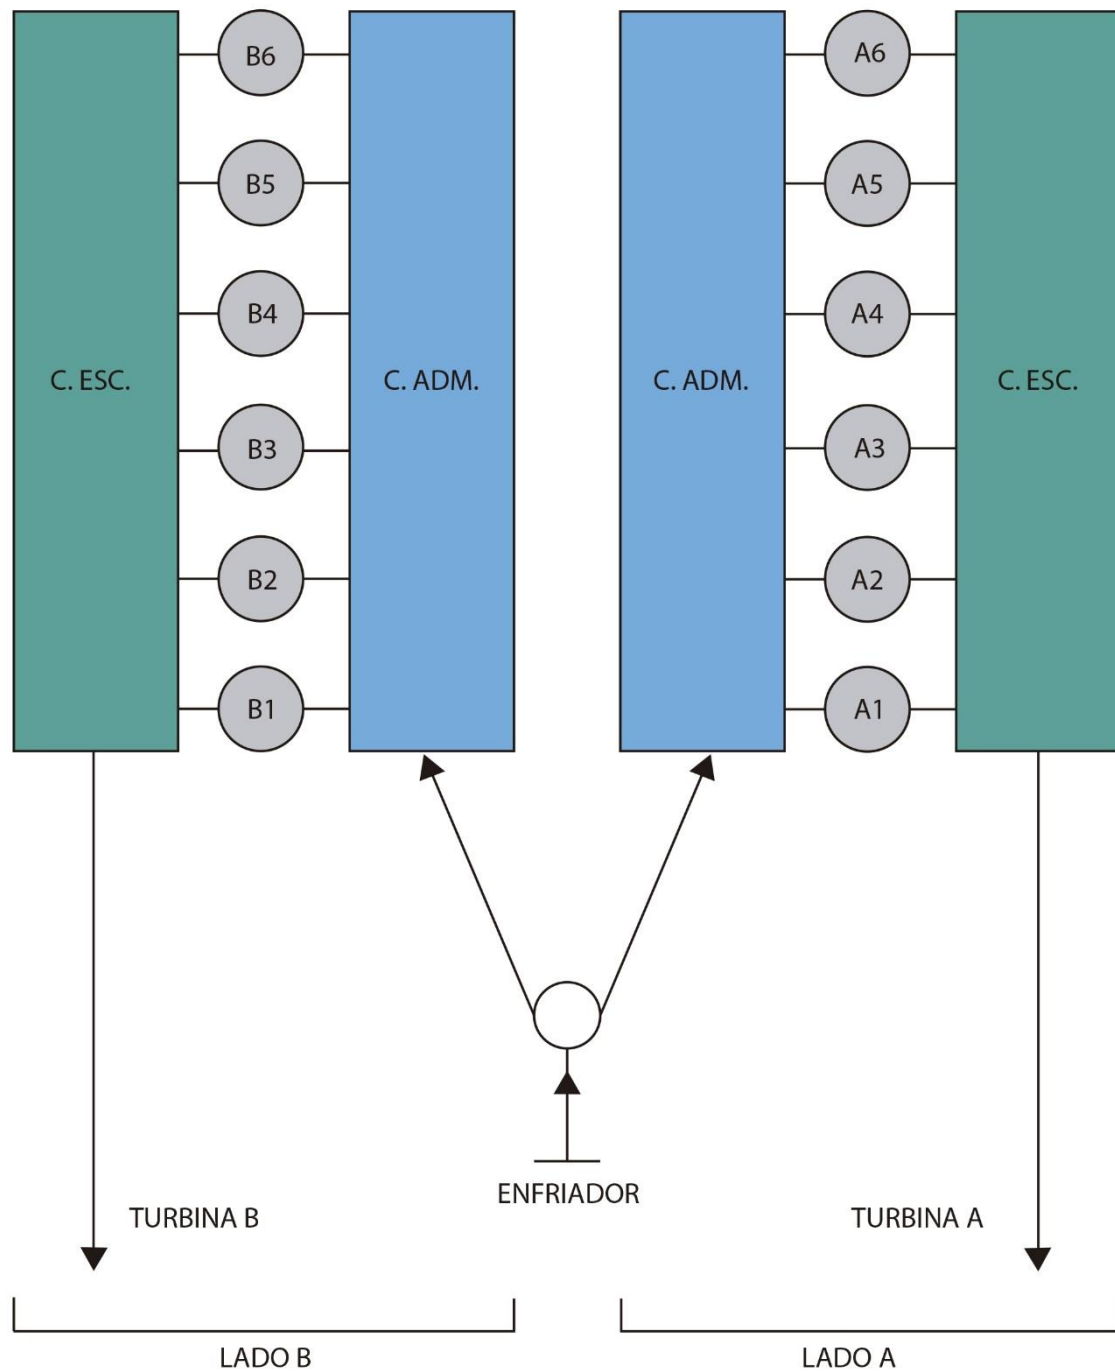 B6
A6
B5
A5
B4
A4
C. ESC.
C. ADM.
C. ADM.
C. ESC.
B3
A3
B2
A2
B1
A1
ENFRIADOR
TURBINA B
TURBINA A
LADO B
LADO A